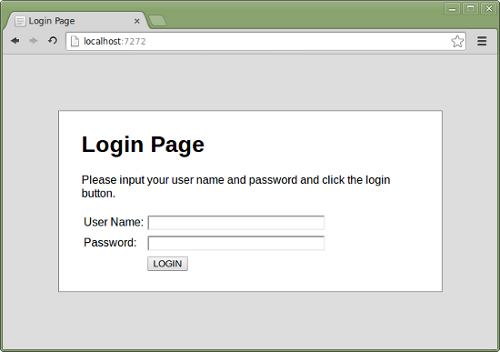 Login Page
localhost:7272
Login Page
Please input your user name and password and click the login
button.
User Name:
Password:
LOGIN